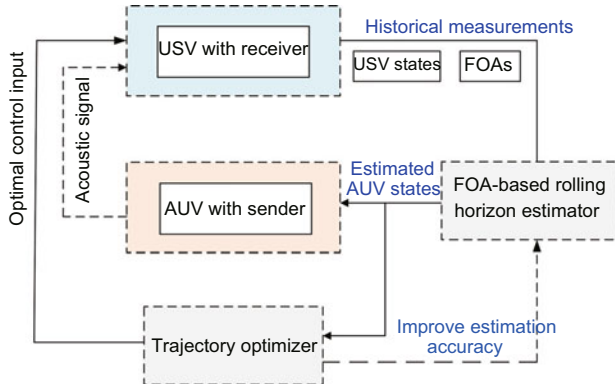 Optimal control input
Acoustic signal
USV with receiver
Historical measurements
USV states
FOAs
AUV with sender
Estimated
AUV states
FOA-based rolling
horizon estimator
Trajectory optimizer
Improve estimation
accuracy